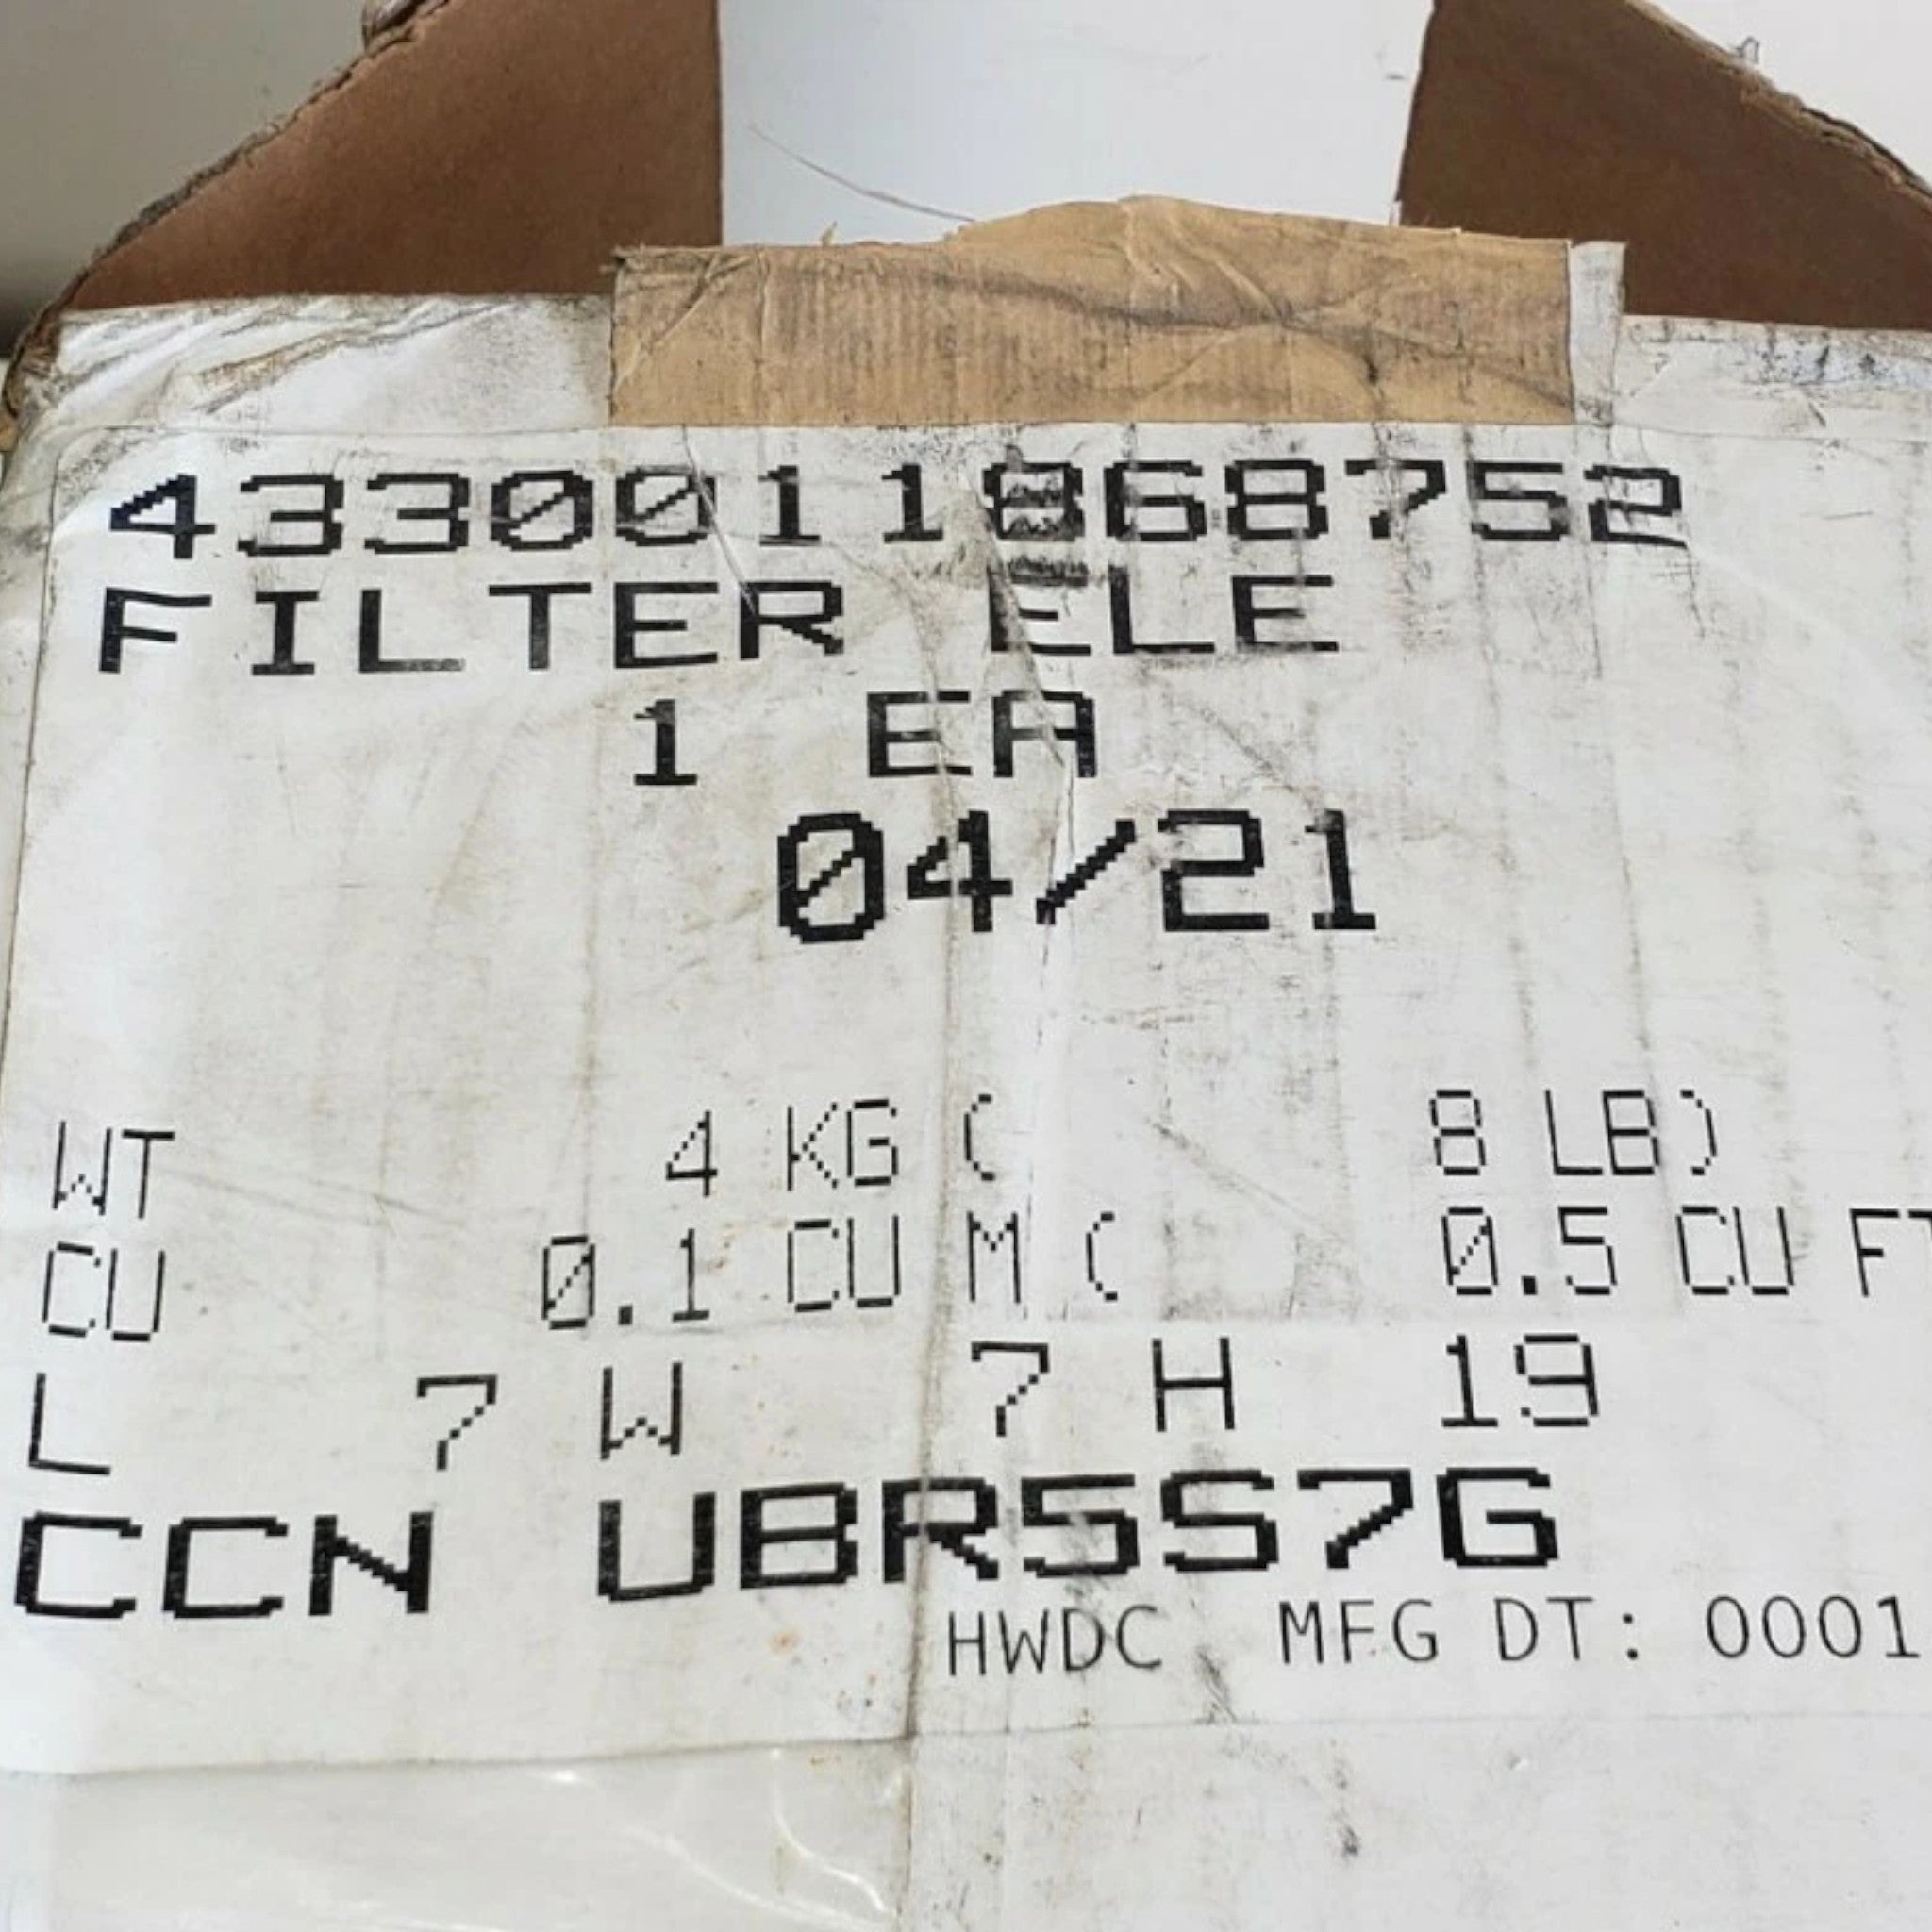 4330011868752
FILTER ELE
1 EA
04/21
WT 4 KG ( 8 LB)
CU 0.1 CU M ( 0.5 CU FT
L 7 W 7 H 19
CCN UBR5S7G
HWDC MFG DT: 0001